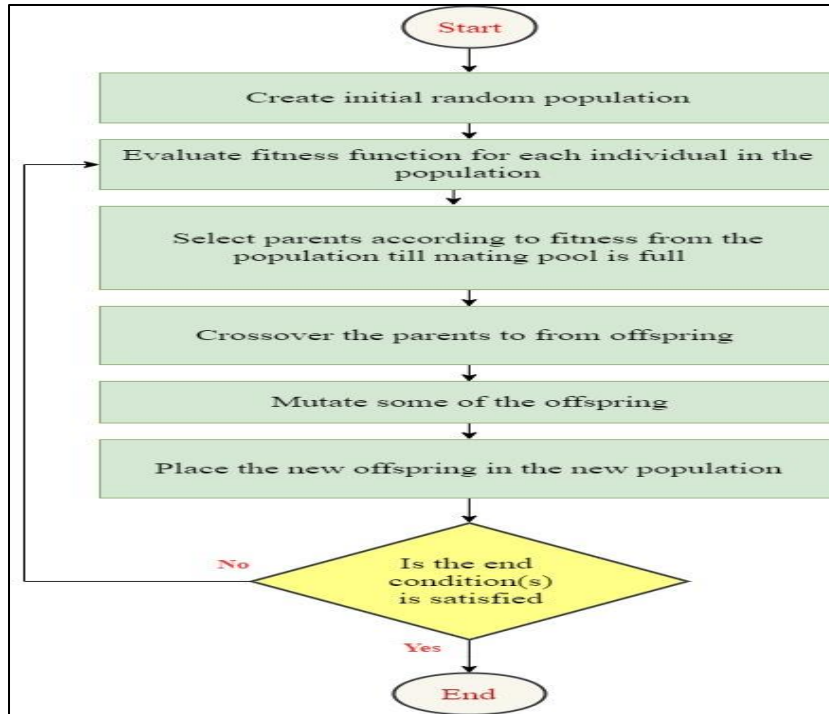 Start
Create initial random population
Evaluate fitness function for each individual in the
population
Select parents according to fitness from the
population till mating pool is full
Crossover the parents to from offspring
Mutate some of the offspring
Place the new offspring in the new population
No
Is the end
condition(s)
is satisfied
Yes
End